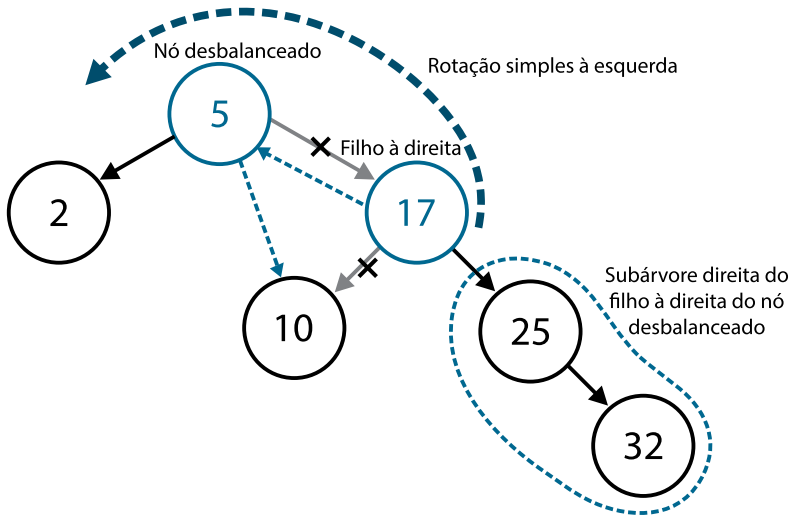 Nó desbalanceado
Rotação simples à esquerda
5
Filho à direita
2
17
Subárvore direita do
filho à direita do nó
desbalanceado
10
25
32